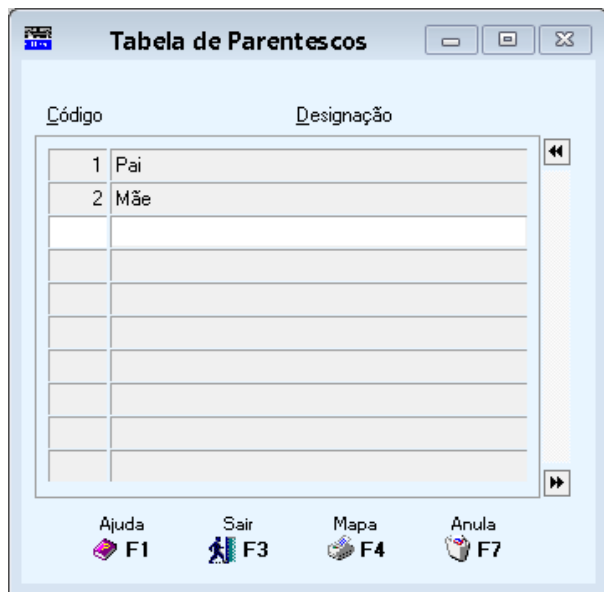 Tabela de Parentescos
Código Designação
1 Pai
2 Mãe
Ajuda Sair Mapa Anula
F1 F3 F4 F7